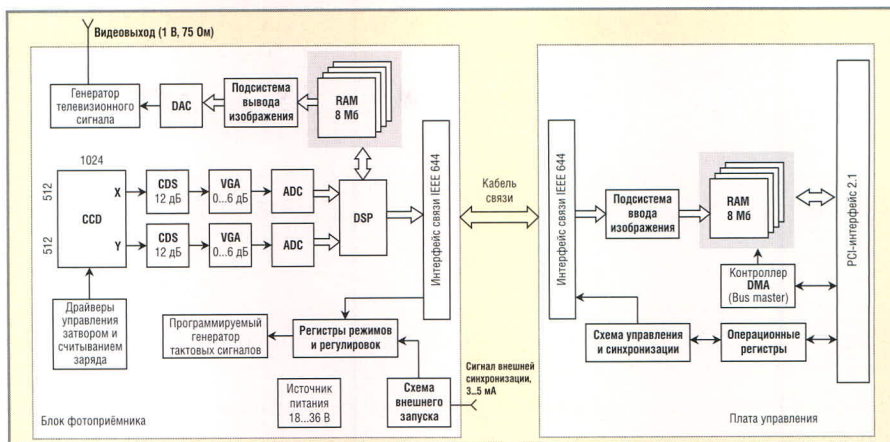 Видеовыход (1 В, 75 Ом)
Генератор
телевизионного
сигнала
DAC
Подсистема
вывода
изображения
RAM
8 Мб
1024
512
512
CCD
X
Y
CDS
12 дБ
VGA
0...6 дБ
ADC
CDS
12 дБ
VGA
0...6 дБ
ADC
DSP
Интерфейс связи IEEE 644
Драйверы
управления
затвором и
считыванием
заряда
Программируемый
генератор
тактовых сигналов
Регистры режимов
и регулировок
Источник
питания
18...36 В
Схема
внешнего
запуска
Сигнал внешней
синхронизации,
3...5 мА
Блок фотоприёмника
Кабель
связи
Интерфейс связи IEEE 644
Подсистема
ввода
изображения
RAM
8 Мб
PCI-интерфейс 2.1
Контроллер
DMA
(Bus master)
Схема управления
и синхронизации
Операционные
регистры
Плата управления